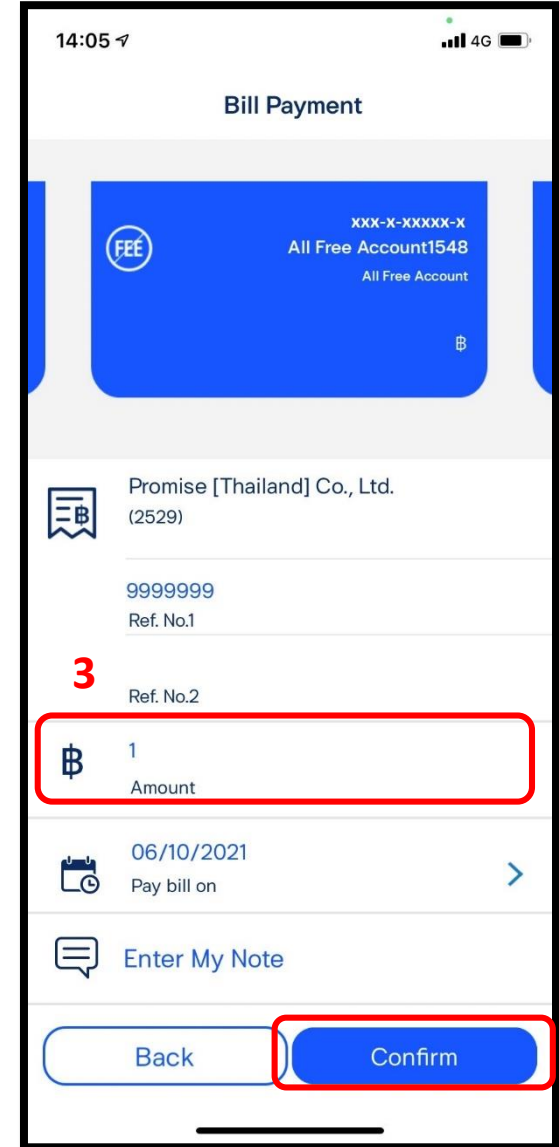 14:05
4G
Bill Payment
xxx-x-xxxxx-x
FEE
All Free Account1548
All Free Account
฿
Promise [Thailand] Co., Ltd.
฿
(2529)
9999999
Ref. No.1
3
Ref. No.2
฿
1
Amount
06/10/2021
Pay bill on
Enter My Note
Back
Confirm